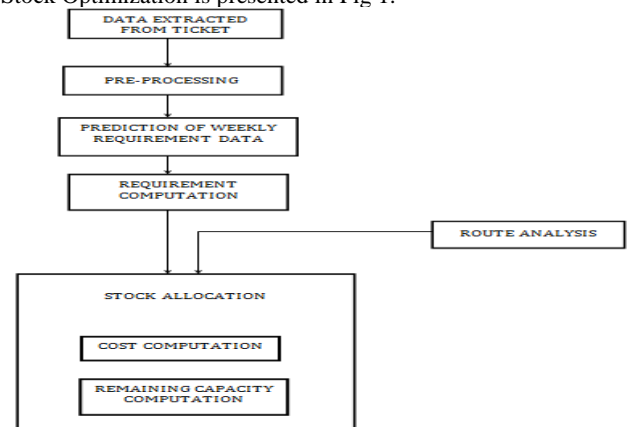 Stock Optimization is presented in Fig 1.
DATA EXTRACTED
FROM TICKET
PRE-PROCESSING
PREDICTION OF WEEKLY
REQUIREMENT DATA
REQUIREMENT
COMPUTATION
ROUTE ANALYSIS
STOCK ALLOCATION
COST COMPUTATION
REMAINING CAPACITY
COMPUTATION